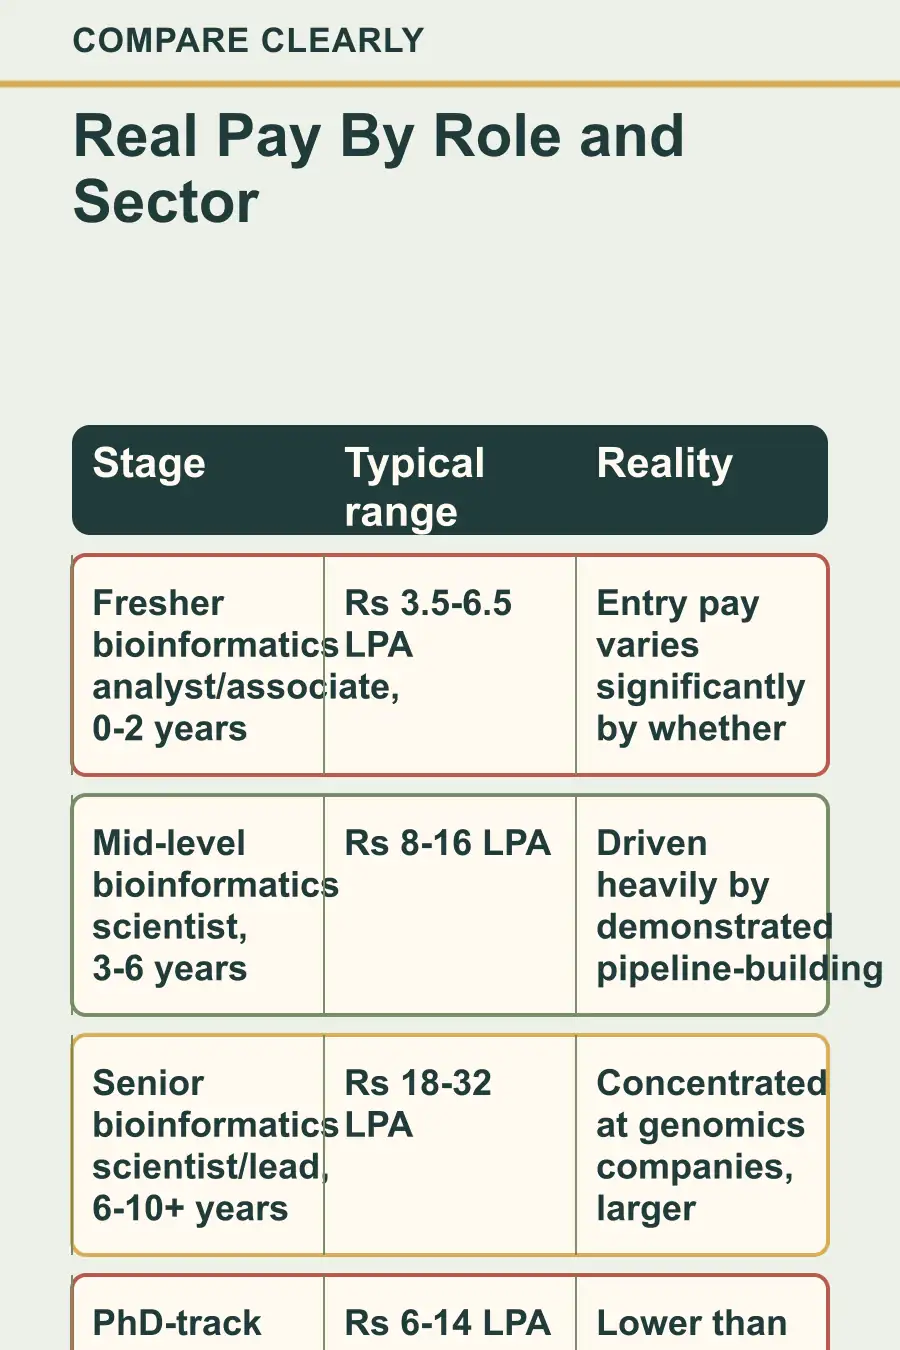 COMPARE CLEARLY
Real Pay By Role and
Sector
Stage
Typical
range
Reality
Fresher
bioinformatics
analyst/associate,
0-2 years
Rs 3.5-6.5
LPA
Entry pay
varies
significantly
by whether
Mid-level
bioinformatics
scientist,
3-6 years
Rs 8-16 LPA
Driven
heavily by
demonstrated
pipeline-building
Senior
bioinformatics
scientist/lead,
6-10+ years
Rs 18-32
LPA
Concentrated
at genomics
companies,
larger
PhD-track
Rs 6-14 LPA
Lower than